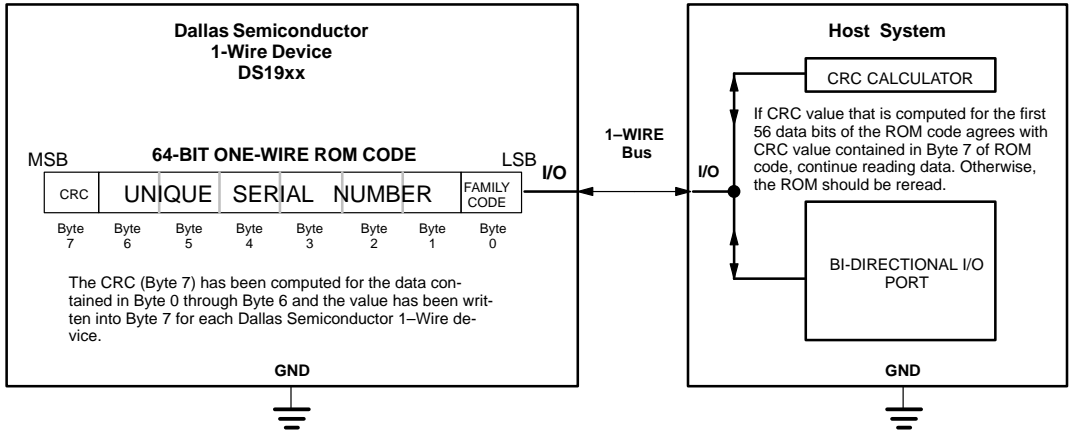 Dallas Semiconductor
1-Wire Device
DS19xx
64-BIT ONE-WIRE ROM CODE
MSB
LSB
I/O
CRC
UNIQUE SERIAL NUMBER
FAMILY
CODE
Byte
7
Byte
6
Byte
5
Byte
4
Byte
3
Byte
2
Byte
1
Byte
0
The CRC (Byte 7) has been computed for the data con-
tained in Byte 0 through Byte 6 and the value has been writ-
ten into Byte 7 for each Dallas Semiconductor 1–Wire de-
vice.
GND
1–WIRE
Bus
Host System
CRC CALCULATOR
If CRC value that is computed for the first
56 data bits of the ROM code agrees with
CRC value contained in Byte 7 of ROM
code, continue reading data. Otherwise,
the ROM should be reread.
I/O
BI-DIRECTIONAL I/O
PORT
GND